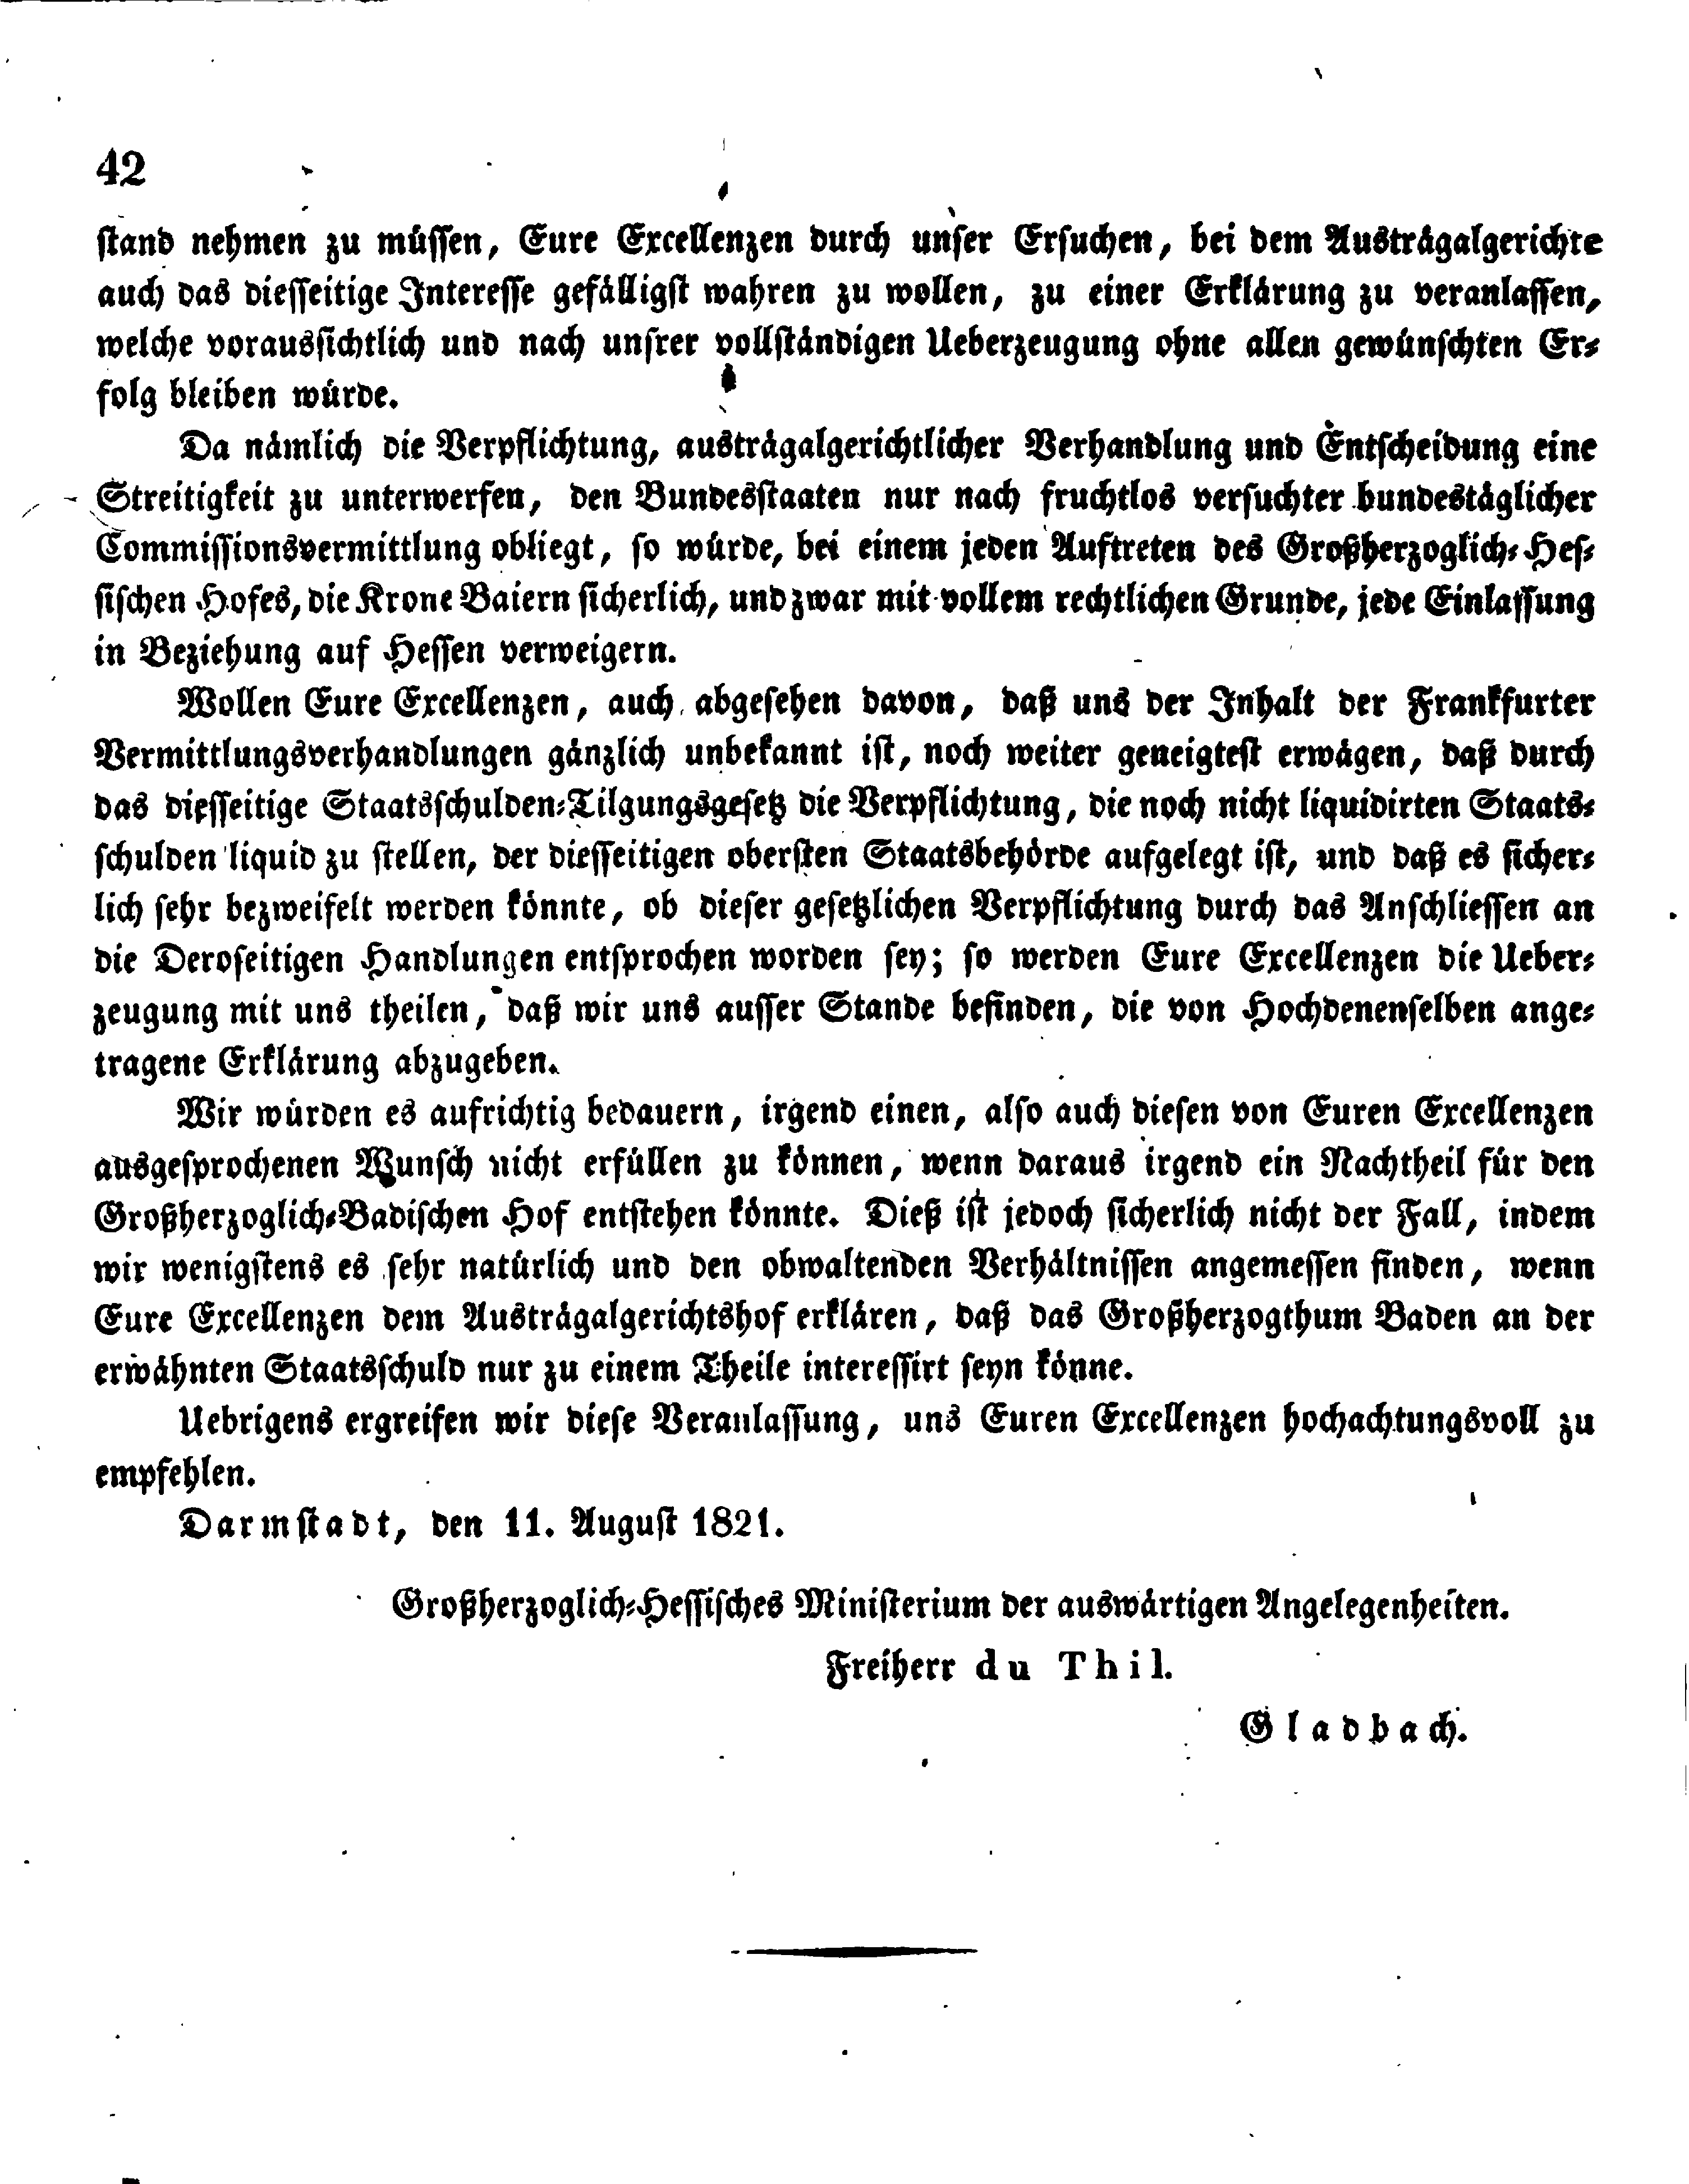 42
stand nehmen zu müssen, Eure Excellenzen durch unser Ersuchen, bei dem Austrägalgerichte
auch das diesseitige Interesse gefälligst wahren zu wollen, zu einer Erklärung zu veranlassen,
welche voraussichtlich und nach unsrer vollständigen Ueberzeugung ohne allen gewünschten Er-
folg bleiben würde.
Da nämlich die Verpflichtung, austrägalgerichtlicher Verhandlung und Entscheidung eine
Streitigkeit zu unterwerfen, den Bundesstaaten nur nach fruchtlos versuchter bundestäglicher
Commissionsvermittlung obliegt, so würde, bei einem jeden Auftreten des Großherzoglich-Hes-
sischen Hofes, die Krone Baiern sicherlich, und zwar mit vollem rechtlichen Grunde, jede Einlassung
in Beziehung auf Hessen verweigern.
Wollen Eure Excellenzen, auch abgesehen davon, daß uns der Inhalt der Frankfurter
Vermittlungsverhandlungen gänzlich unbekannt ist, noch weiter geneigtest erwägen, daß durch
das diesseitige Staatsschulden-Tilgungsgesetz die Verpflichtung, die noch nicht liquidirten Staats-
schulden liquid zu stellen, der diesseitigen obersten Staatsbehörde aufgelegt ist, und daß es sicher-
lich sehr bezweifelt werden könnte, ob dieser gesetzlichen Verpflichtung durch das Anschliessen an
die Deroseitigen Handlungen entsprochen worden sey; so werden Eure Excellenzen die Ueber-
zeugung mit uns theilen, daß wir uns ausser Stande befinden, die von Hochdenenselben ange-
tragene Erklärung abzugeben.
Wir würden es aufrichtig bedauern, irgend einen, also auch diesen von Euren Excellenzen
ausgesprochenen Wunsch nicht erfüllen zu können, wenn daraus irgend ein Nachtheil für den
Großherzoglich-Badischen Hof entstehen könnte. Dieß ist jedoch sicherlich nicht der Fall, indem
wir wenigstens es sehr natürlich und den obwaltenden Verhältnissen angemessen finden, wenn
Eure Excellenzen dem Austrägalgerichtshof erklären, daß das Großherzogthum Baden an der
erwähnten Staatsschuld nur zu einem Theile interessirt seyn könne.
Uebrigens ergreifen wir diese Veranlassung, uns Euren Excellenzen hochachtungsvoll zu
empfehlen.
Darmstadt, den 11. August 1821.
Großherzoglich-Hessisches Ministerium der auswärtigen Angelegenheiten.
Freiherr du Thil.
Gladbach.